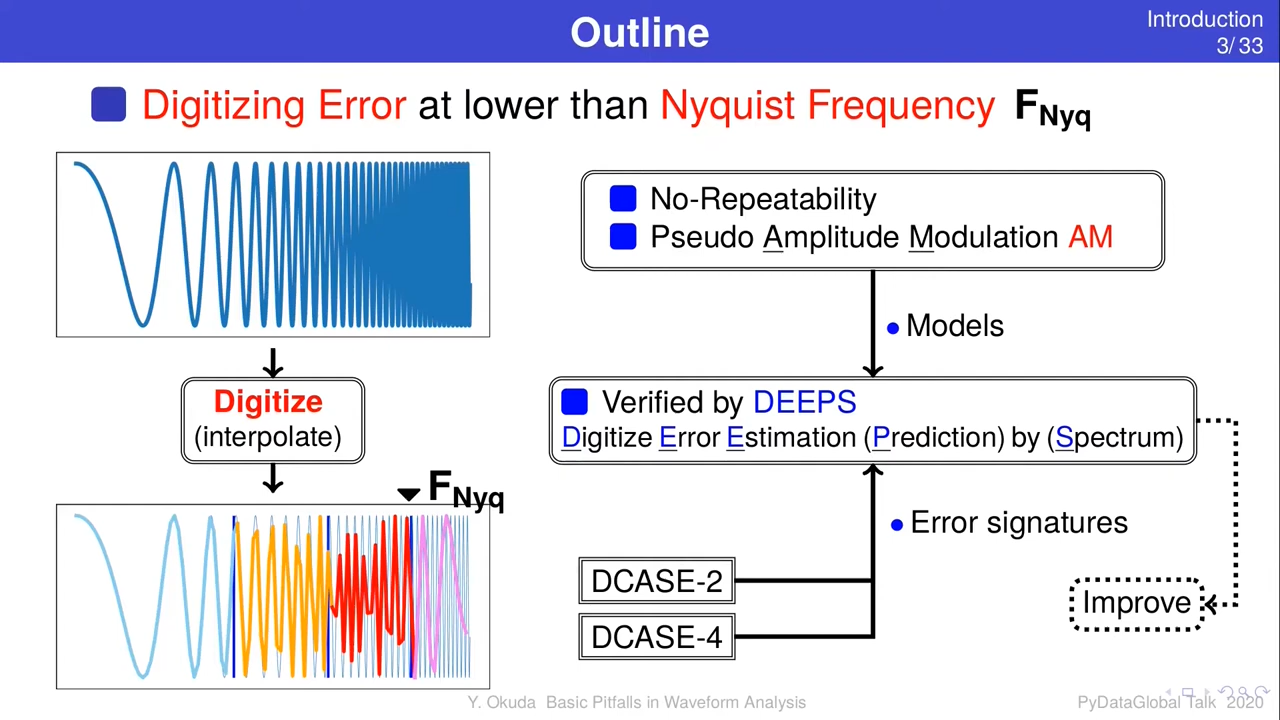 Outline
Introduction
3/33
Digitizing Error at lower than Nyquist Frequency FNyq
No-Repeatability
Pseudo Amplitude Modulation AM
Models
Digitize
(interpolate)
Verified by DEEPS
Digitize Error Estimation (Prediction) by (Spectrum)
FNyq
Error signatures
DCASE-2
DCASE-4
Improve
Y. Okuda Basic Pitfalls in Waveform Analysis
PyDataGlobal Talk 2020